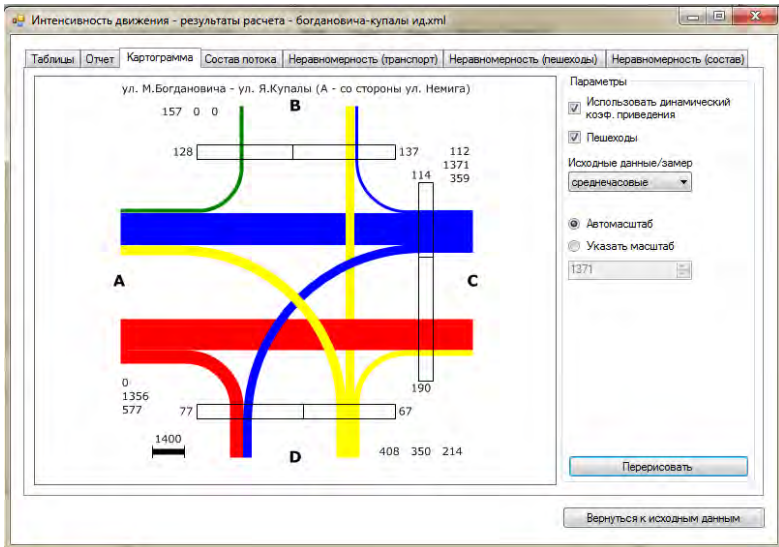 Интенсивность движения - результаты расчета - богдановича-купалы ид.xml
Таблицы Отчет Картограмма Состав потока Неравномерность (транспорт) Неравномерность (пешеходы) Неравномерность (состав)
ул. М.Богдановича - ул. Я.Купалы (А - со стороны ул. Немига)
157 0 0
B
128
137
112
1371
359
114
A
C
0
1356
577
190
77
67
1400
D
408 350 214
Параметры
Использовать динамический
коэф. приведения
Пешеходы
Исходные данные/замер
среднечасовые
Автомасштаб
Указать масштаб
1371
Перерисовать
Вернуться к исходным данным